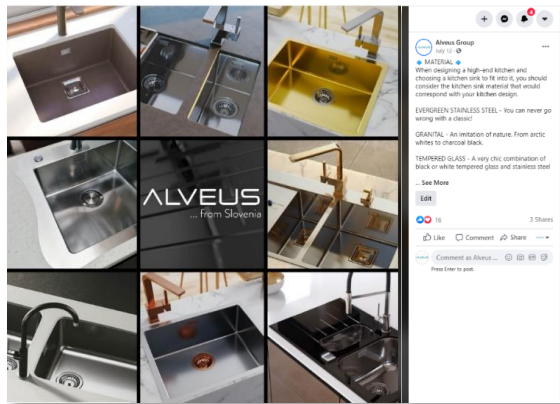 ALVEUS
... from Slovenia
4
Alveus Group
July 12
MATERIAL
When designing a high-end kitchen and
choosing a kitchen sink to fit into it, you should
consider the kitchen sink material that would
correspond with your kitchen design.
EVERGREEN STAINLESS STEEL - You can never go
wrong with a classic!
GRANITAL - An imitation of nature. From arctic
whites to charcoal black.
TEMPERED GLASS - A very chic combination of
black or white tempered glass and stainless steel
... See More
Edit
16
3 Shares
Like Comment Share
Comment as Alveus ...
Press Enter to post.